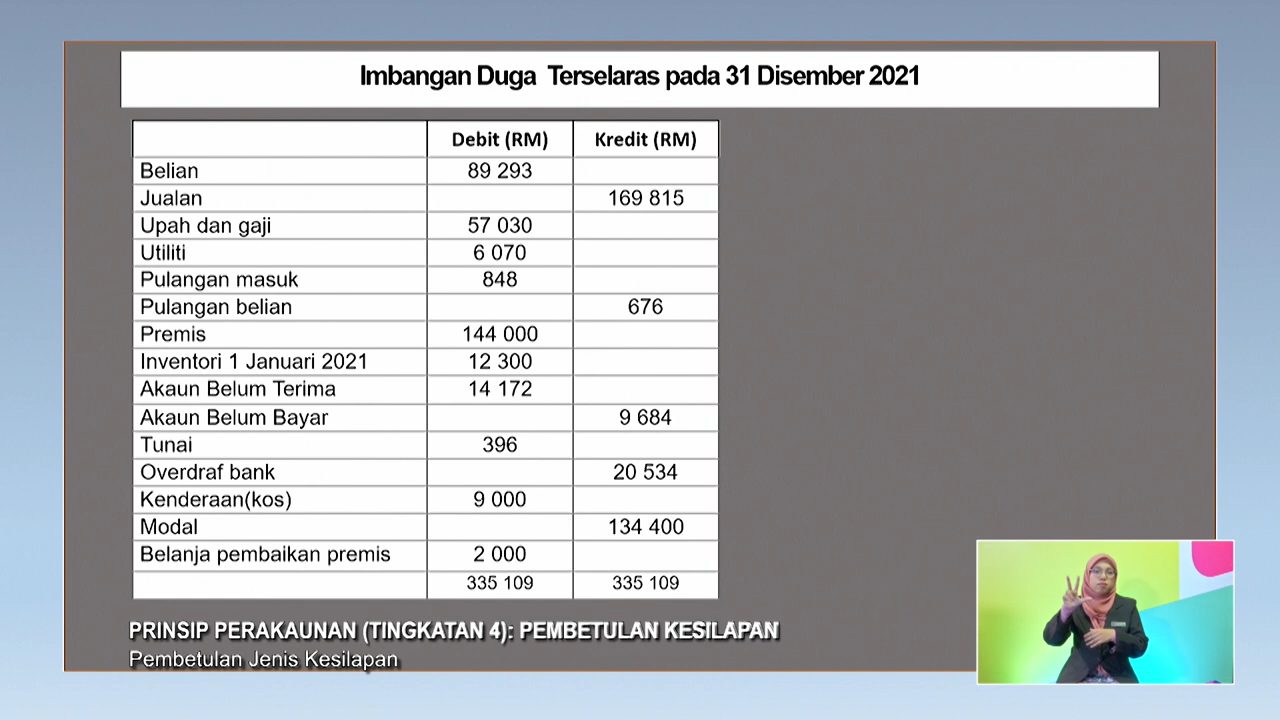 Imbangan Duga Terselaras pada 31 Disember 2021
Debit (RM) Kredit (RM)
Belian 89 293
Jualan 169 815
Upah dan gaji 57 030
Utiliti 6 070
Pulangan masuk 848
Pulangan belian 676
Premis 144 000
Inventori 1 Januari 2021 12 300
Akaun Belum Terima 14 172
Akaun Belum Bayar 9 684
Tunai 396
Overdraf bank 20 534
Kenderaan(kos) 9 000
Modal 134 400
Belanja pembaikan premis 2 000
335 109 335 109
PRINSIP PERAKAUNAN (TINGKATAN 4): PEMBETULAN KESILAPAN
Pembetulan Jenis Kesilapan